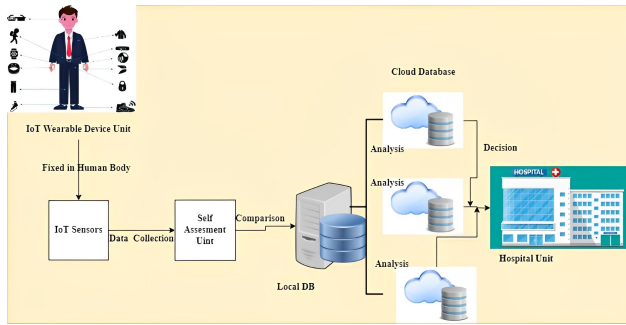 Cloud Database
IoT Wearable Device Unit
Fixed in Human Body
Analysis
Decision
Analysis
HOSPITAL
IoT Sensors
Data Collection
Self
Assesment
Uint
Comparison
Analysis
Hospital Unit
Local DB